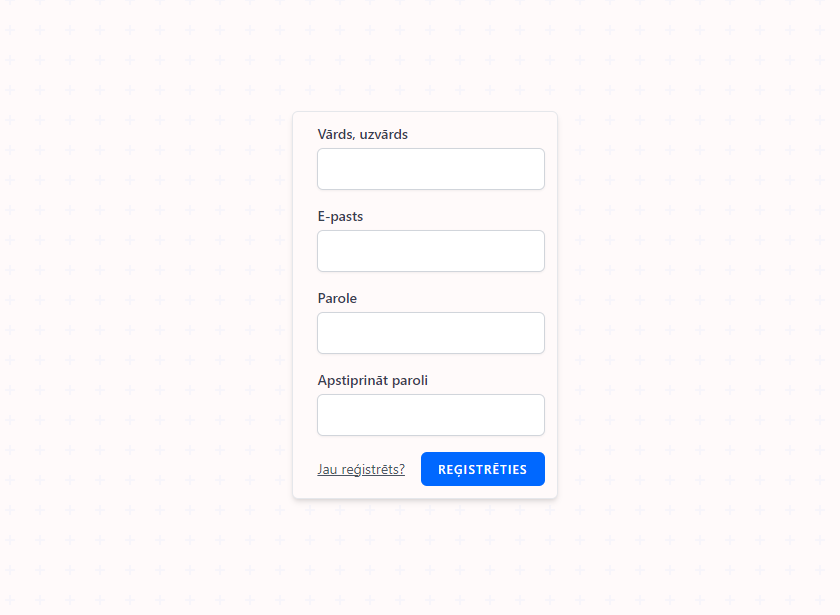 Vārds, uzvārds
E-pasts
Parole
Apstiprināt paroli
Jau reģistrēts? REĢISTRĒTIES